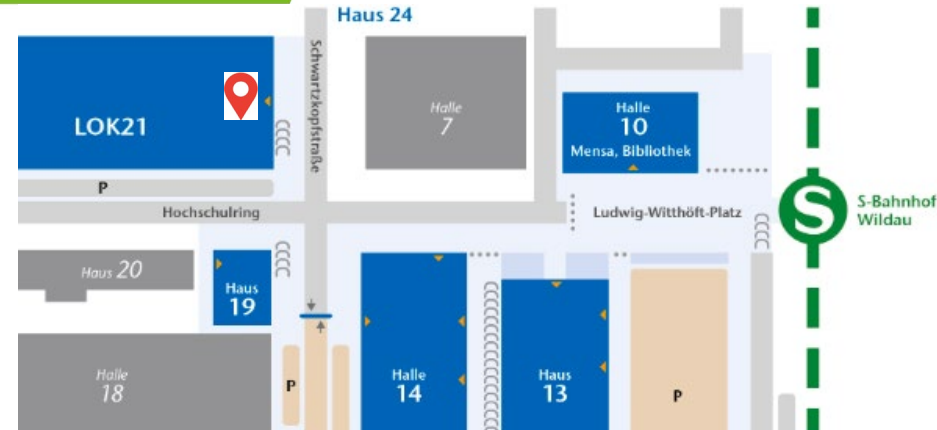 Haus 24
Schwartzkopfstraße
LOK21
Halle
7
Halle
10
Mensa, Bibliothek
P
Hochschulring
Ludwig-Witthöft-Platz
S
S-Bahnhof
Wildau
Haus 20
Haus
19
Halle
18
P
Halle
14
Haus
13
P